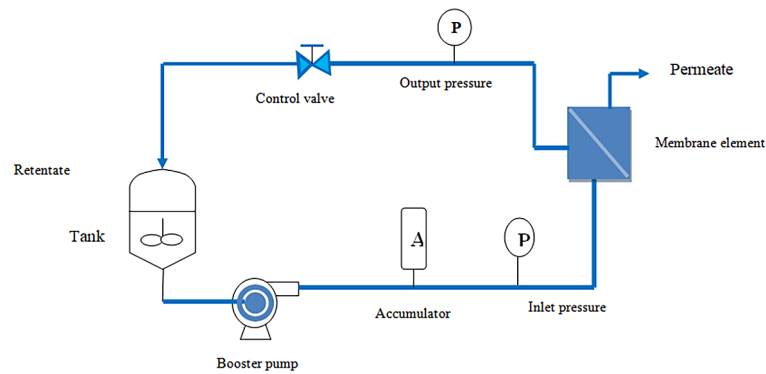 P
Output pressure
Control valve
Permeate
Membrane element
Retentate
Tank
A
P
Accumulator
Inlet pressure
Booster pump